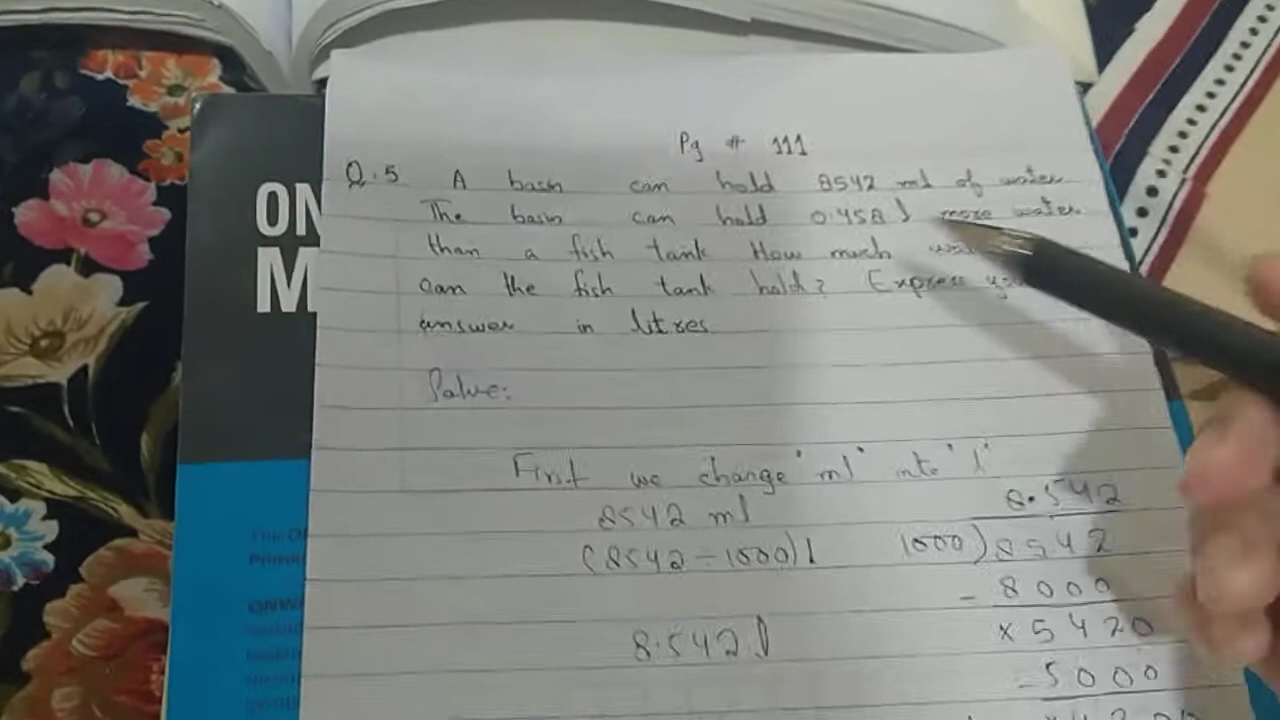 Pg # 111
Q.5 A basin can hold 8542 ml of water
The basin can hold 0.458 l more water
than a fish tank How much
can the fish tank hold? Express
answer in litres
Solve:
First we change 'ml' into 'l'
8542 ml
(8542 ÷ 1000) l
8.542 l
8.542
1000)8542
- 8000
×5420
- 5000
ON
M